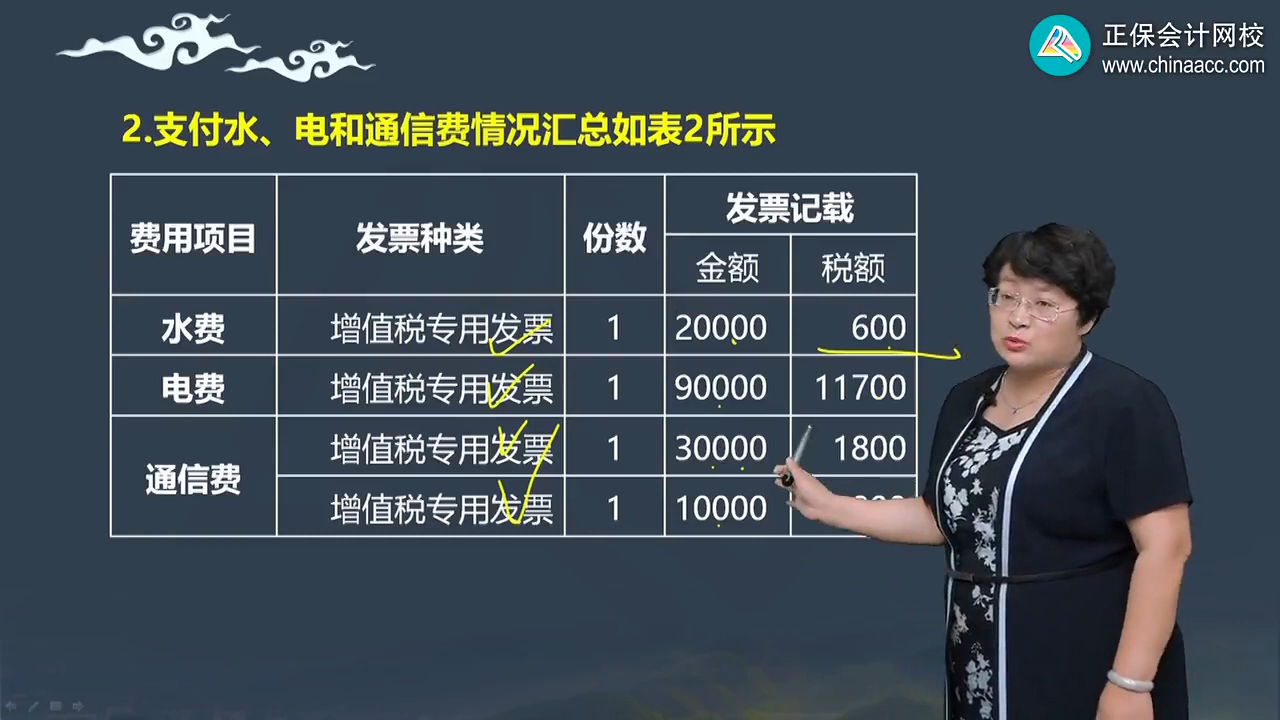 正保会计网校
www.chinaacc.com
2.支付水、电和通信费情况汇总如表2所示
费用项目 发票种类 份数 发票记载
金额 税额
水费 增值税专用发票 1 20000 600
电费 增值税专用发票 1 90000 11700
通信费 增值税专用发票 1 30000 1800
增值税专用发票 1 10000